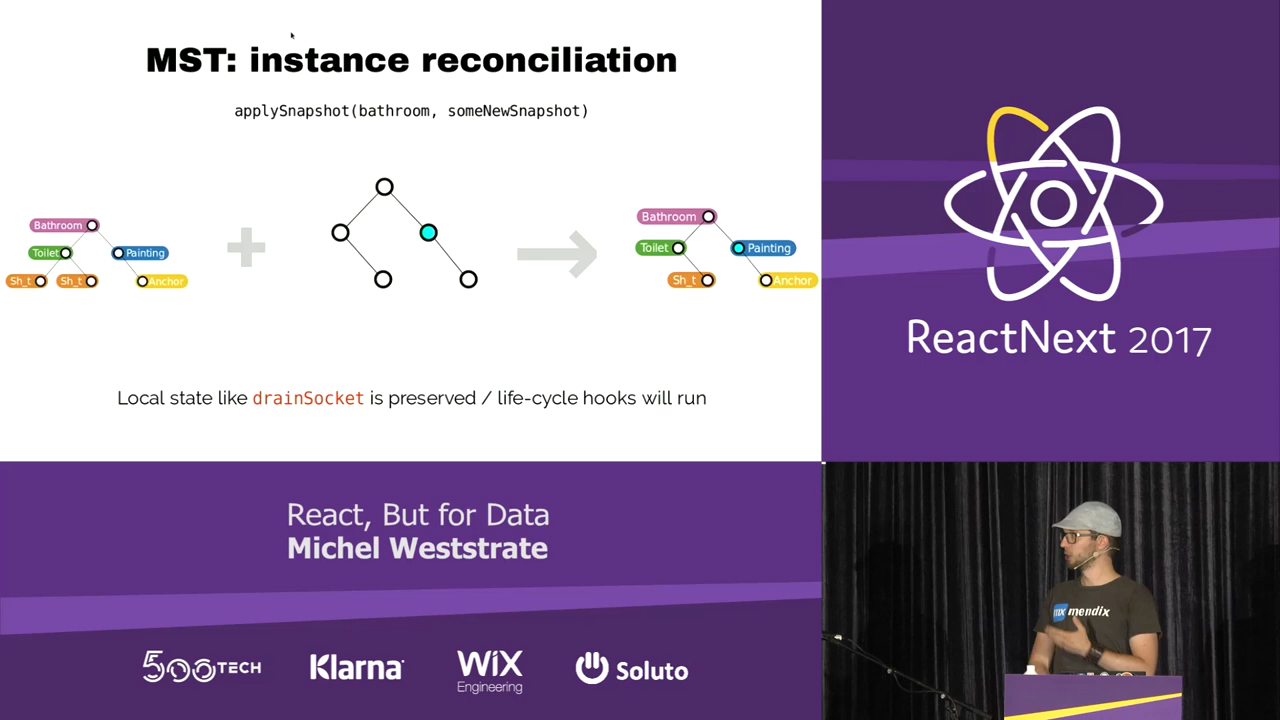 MST: instance reconciliation
applySnapshot(bathroom, someNewSnapshot)
Bathroom
Toilet
Painting
Sh_t
Sh_t
Anchor
Bathroom
Toilet
Painting
Sh_t
Anchor
Local state like drainSocket is preserved / life-cycle hooks will run
ReactNext 2017
React, But for Data
Michel Weststrate
500TECH
Klarna
WiX
Engineering
Soluto
mx mendix